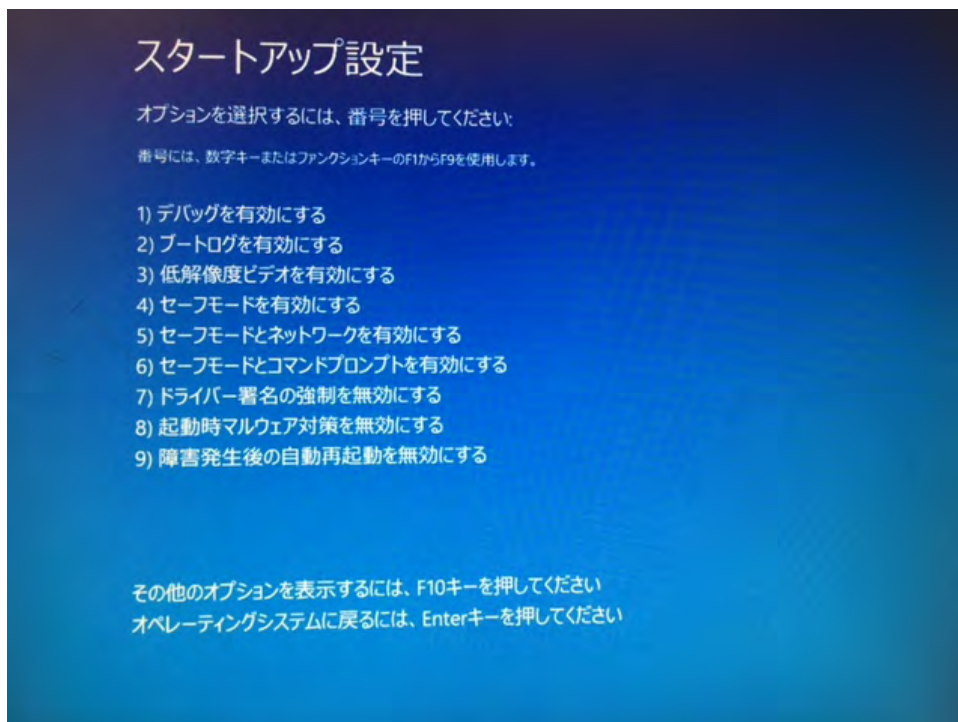 スタートアップ設定
オプションを選択するには、番号を押してください:
番号には、数字キーまたはファンクションキーのF1からF9を使用します。
1) デバッグを有効にする
2) ブートログを有効にする
3) 低解像度ビデオを有効にする
4) セーフモードを有効にする
5) セーフモードとネットワークを有効にする
6) セーフモードとコマンドプロンプトを有効にする
7) ドライバー署名の強制を無効にする
8) 起動時マルウェア対策を無効にする
9) 障害発生後の自動再起動を無効にする
その他のオプションを表示するには、F10キーを押してください
オペレーティングシステムに戻るには、Enterキーを押してください